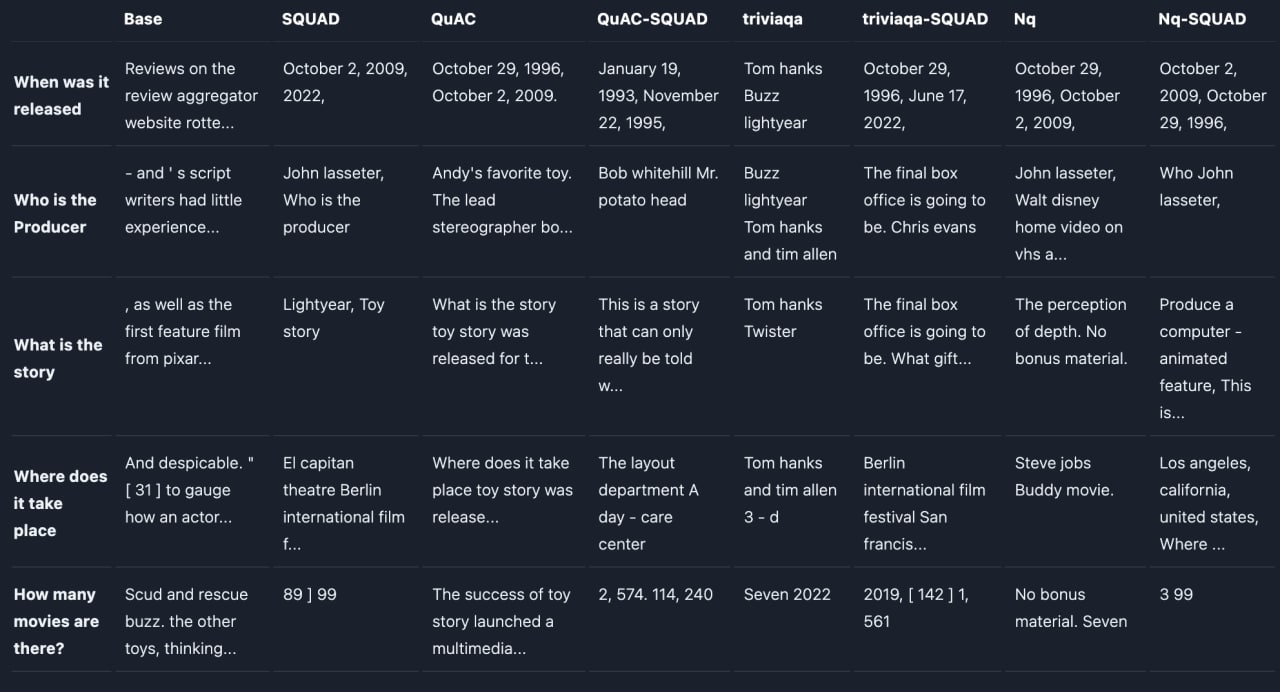 Base SQUAD QuAC QuAC-SQUAD triviaqa triviaqa-SQUAD Nq Nq-SQUAD
When was it
released
Reviews on the
review aggregator
website rotte...
October 2, 2009,
2022,
October 29, 1996,
October 2, 2009.
January 19,
1993, November
22, 1995,
Tom hanks
Buzz
lightyear
October 29,
1996, June 17,
2022,
October 29,
1996, October
2, 2009,
October 2,
2009, October
29, 1996,
Who is the
Producer
- and ' s script
writers had little
experience...
John lasseter,
Who is the
producer
Andy's favorite toy.
The lead
stereographer bo...
Bob whitehill Mr.
potato head
Buzz
lightyear
Tom hanks
and tim allen
The final box
office is going to
be. Chris evans
John lasseter,
Walt disney
home video on
vhs a...
Who John
lasseter,
What is the
story
, as well as the
first feature film
from pixar...
Lightyear, Toy
story
What is the story
toy story was
released for t...
This is a story
that can only
really be told
w...
Tom hanks
Twister
The final box
office is going to
be. What gift...
The perception
of depth. No
bonus material.
Produce a
computer -
animated
feature, This
is...
Where does
it take
place
And despicable. "
[ 31 ] to gauge
how an actor...
El capitan
theatre Berlin
international film
f...
Where does it take
place toy story was
release...
The layout
department A
day - care
center
Tom hanks
and tim allen
3 - d
Berlin
international film
festival San
francis...
Steve jobs
Buddy movie.
Los angeles,
california,
united states,
Where ...
How many
movies are
there?
Scud and rescue
buzz. the other
toys, thinking...
89 ] 99
The success of toy
story launched a
multimedia...
2, 574. 114, 240
Seven 2022
2019, [ 142 ] 1,
561
No bonus
material. Seven
3 99